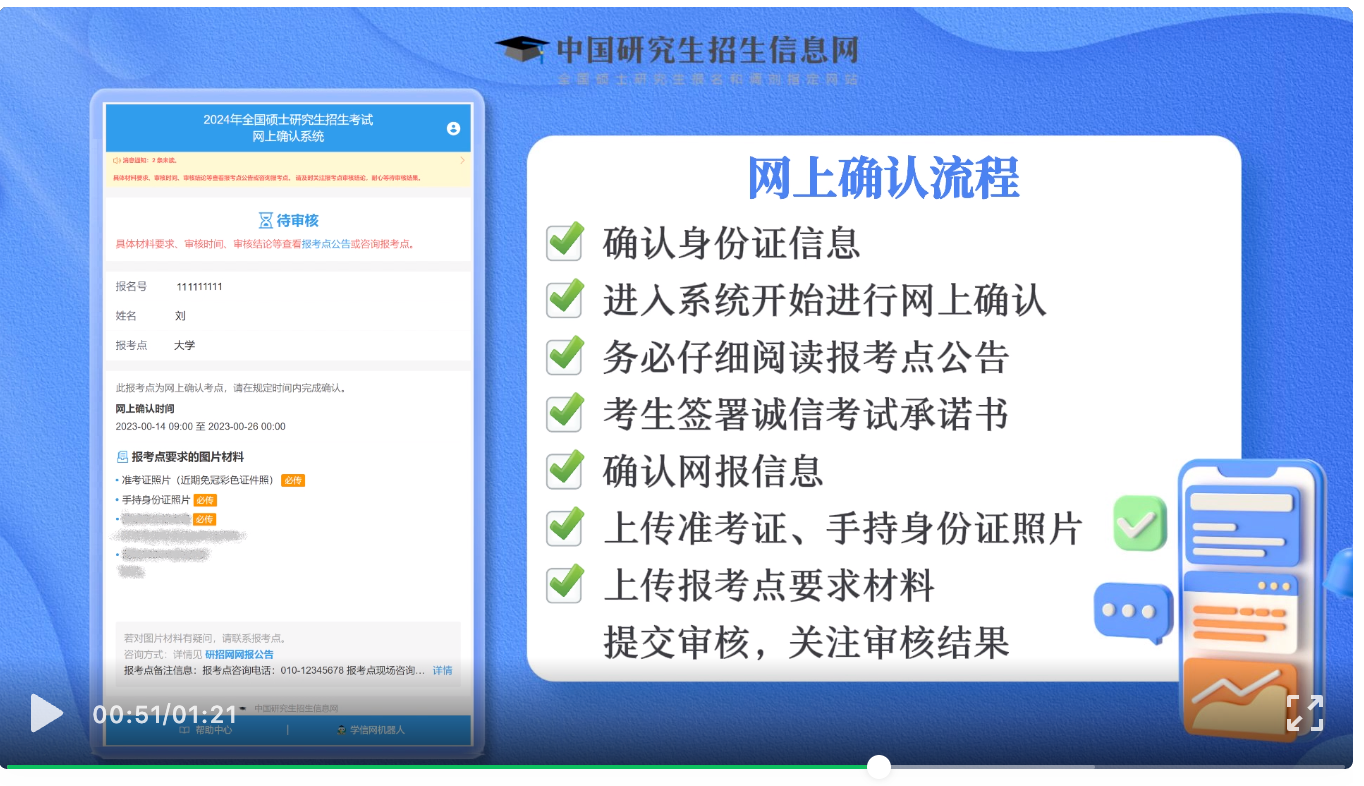 中国研究生招生信息网
全国硕士研究生报名和调剂指定网站
2024年全国硕士研究生招生考试
网上确认系统
消息通知：2 条未读。
具体材料要求、审核时间、审核结论等查看报考点公告或咨询报考点。 请及时关注报考点审核结论，耐心等待审核结果。
待审核
具体材料要求、审核时间、审核结论等查看报考点公告或咨询报考点。
报名号 111111111
姓名 刘
报考点 大学
此报考点为网上确认考点，请在规定时间内完成确认。
网上确认时间
2023-00-14 09:00 至 2023-00-26 00:00
报考点要求的图片材料
准考证照片（近期免冠彩色证件照） 必传
手持身份证照片 必传
必传
若对图片材料有疑问，请联系报考点。
咨询方式：详情见 研招网网报公告
报考点备注信息：报考点咨询电话：010-12345678 报考点现场咨询... 详情
中国研究生招生信息网
帮助中心 | 学信网机器人
网上确认流程
确认身份证信息
进入系统开始进行网上确认
务必仔细阅读报考点公告
考生签署诚信考试承诺书
确认网报信息
上传准考证、手持身份证照片
上传报考点要求材料
提交审核，关注审核结果
00:51/01:21